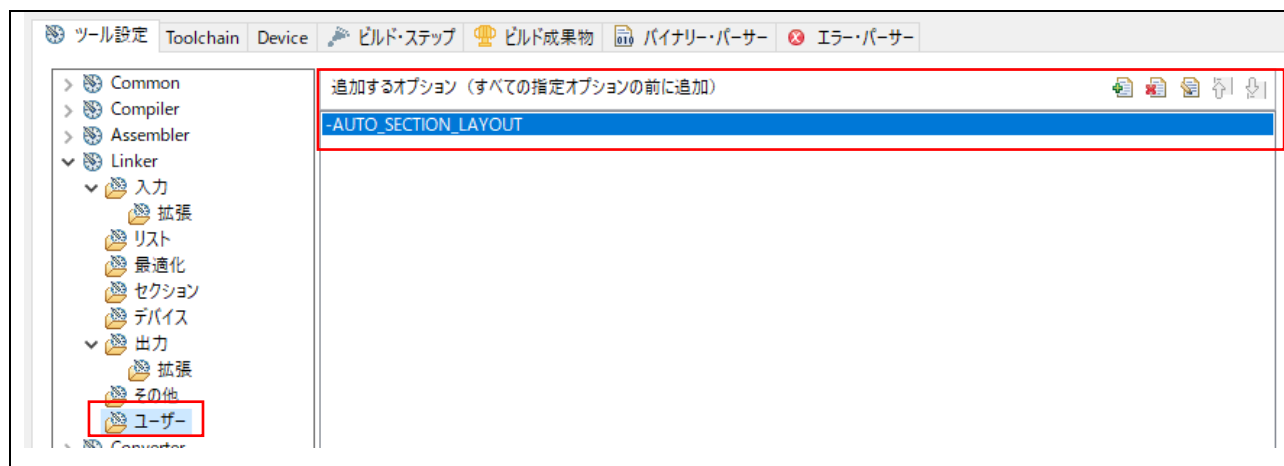 ツール設定 Toolchain Device ビルド・ステップ ビルド成果物 バイナリー・パーサー エラー・パーサー
Common
Compiler
Assembler
Linker
入力
拡張
リスト
最適化
セクション
デバイス
出力
拡張
その他
ユーザー
Converter
追加するオプション（すべての指定オプションの前に追加）
-AUTO_SECTION_LAYOUT